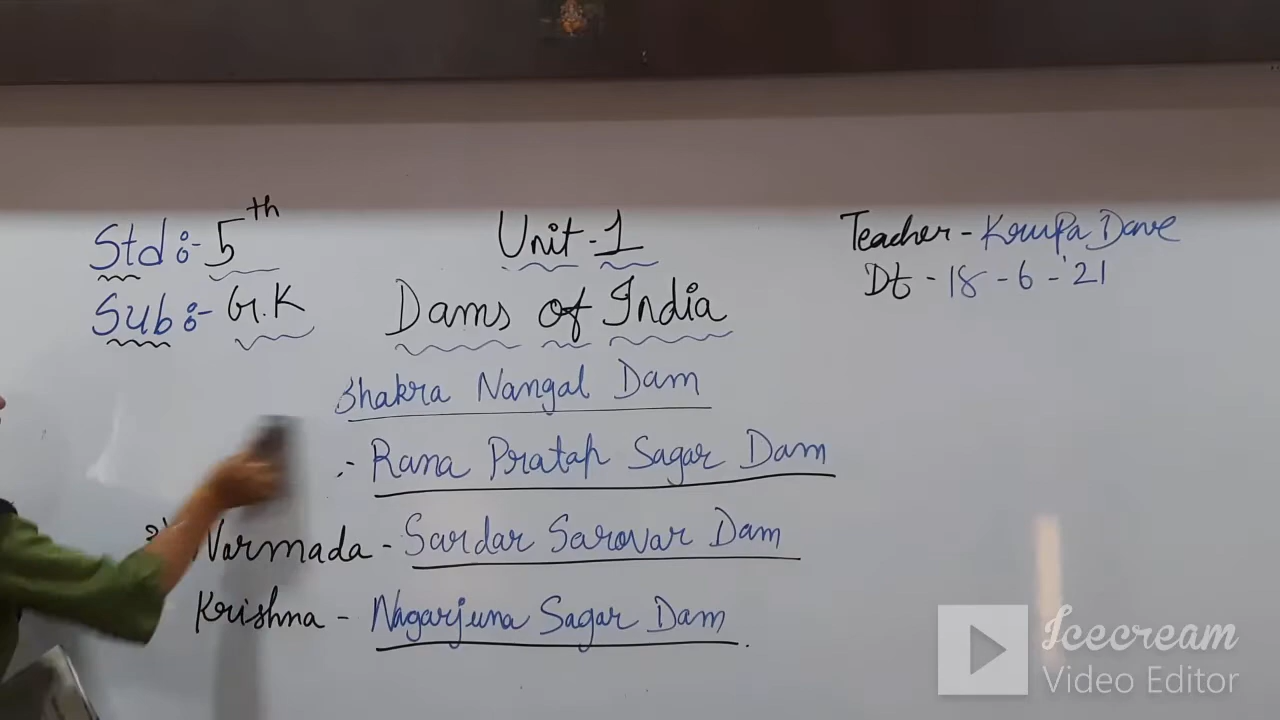 Std :- 5th
Sub :- G.K
Unit - 1
Dams of India
Teacher - Krupa Dave
Dt - 18 - 6 - '21
Bhakra Nangal Dam
:- Rana Pratap Sagar Dam
Narmada - Sardar Sarovar Dam
Krishna - Nagarjuna Sagar Dam.
Icecream
Video Editor